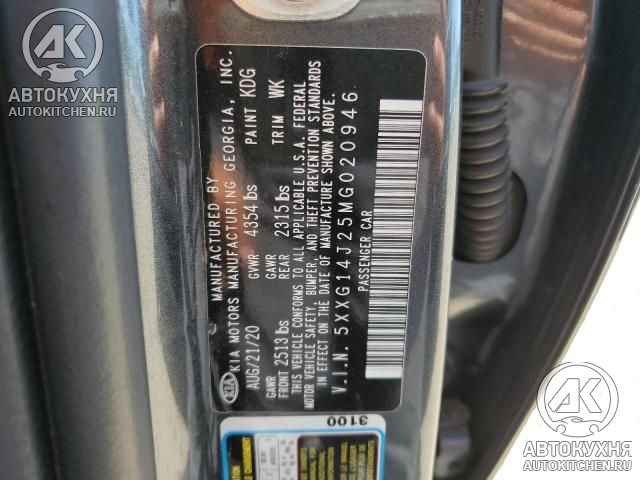 АВТОКУХНЯ
AUTOKITCHEN.RU
MANUFACTURED BY
KIA KIA MOTORS MANUFACTURING GEORGIA, INC.
AUG/21/20 GVWR 4354 lbs PAINT KDG
GAWR GAWR
FRONT 2513 lbs REAR 2315 lbs TRIM WK
THIS VEHICLE CONFORMS TO ALL APPLICABLE U.S.A. FEDERAL
MOTOR VEHICLE SAFETY, BUMPER, AND THEFT PREVENTION STANDARDS
IN EFFECT ON THE DATE OF MANUFACTURE SHOWN ABOVE.
V.I.N. 5XXG14J25MG020946
PASSENGER CAR
3100
АВТОКУХНЯ
AUTOKITCHEN.RU